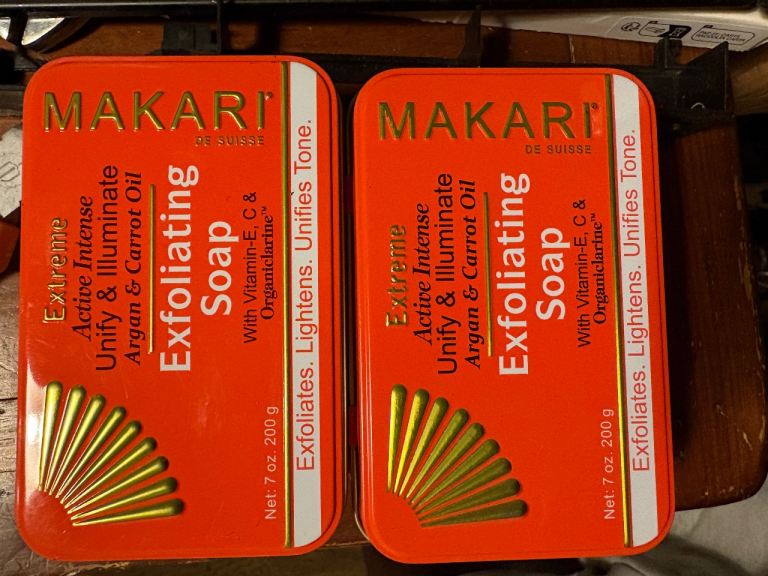 MAKARI
DE SUISSE
Extreme
Active Intense
Unify & Illuminate
Argan & Carrot Oil
Exfoliating
Soap
With Vitamin-E, C &
Organiclarine™
Net: 7 oz. 200 g
Exfoliates. Lightens. Unifies Tone.
MAKARI®
DE SUISSE
Extreme
Active Intense
Unify & Illuminate
Argan & Carrot Oil
Exfoliating
Soap
With Vitamin-E, C &
Organiclarine™
Net: 7 oz. 200 g
Exfoliates. Lightens. Unifies Tone.